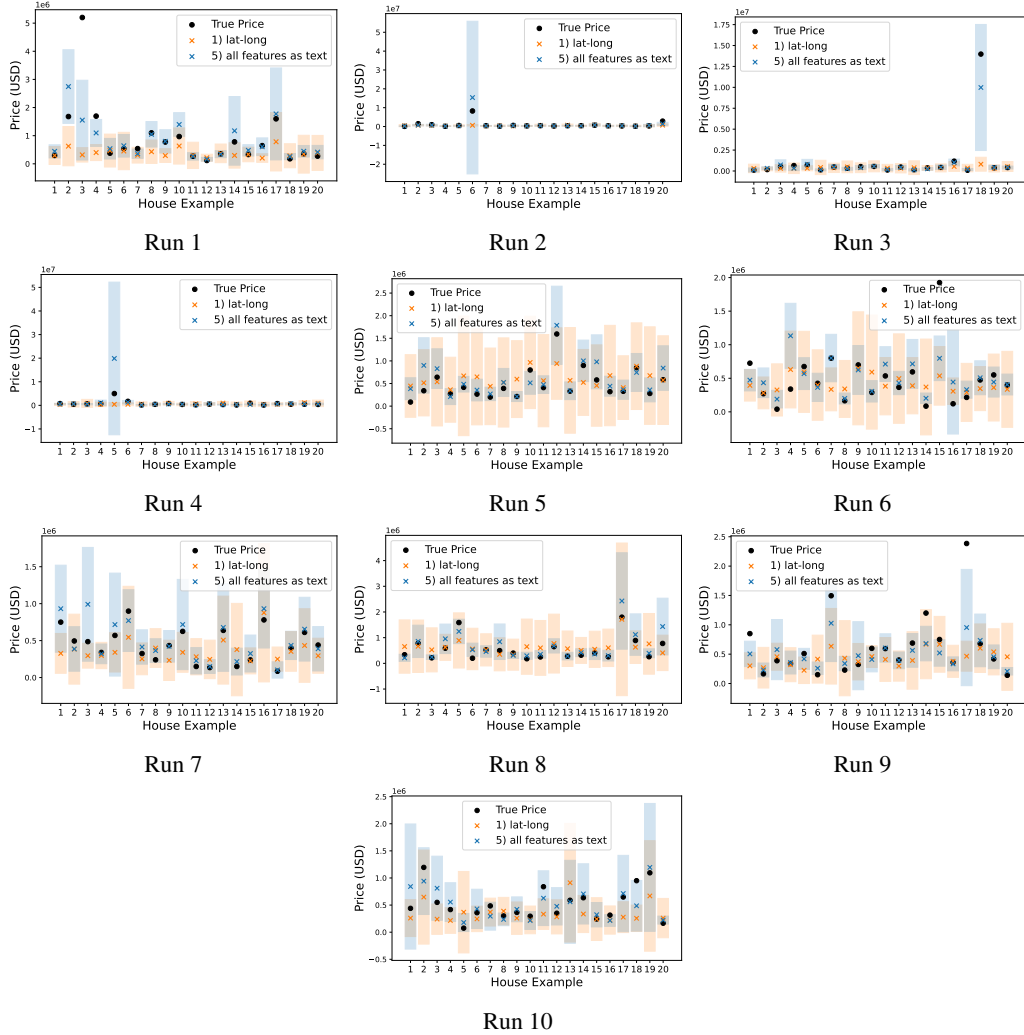 1e6
Price (USD)
6
5
4
3
2
1
0
True Price
1) lat-long
5) all features as text
1 2 3 4 5 6 7 8 9 10 11 12 13 14 15 16 17 18 19 20
House Example
Run 1
1e7
Price (USD)
5
4
3
2
1
0
−1
−2
True Price
1) lat-long
5) all features as text
1 2 3 4 5 6 7 8 9 10 11 12 13 14 15 16 17 18 19 20
House Example
Run 2
1e7
Price (USD)
1.75
1.50
1.25
1.00
0.75
0.50
0.25
0.00
True Price
1) lat-long
5) all features as text
1 2 3 4 5 6 7 8 9 10 11 12 13 14 15 16 17 18 19 20
House Example
Run 3
1e7
Price (USD)
5
4
3
2
1
0
−1
True Price
1) lat-long
5) all features as text
1 2 3 4 5 6 7 8 9 10 11 12 13 14 15 16 17 18 19 20
House Example
Run 4
1e6
Price (USD)
2.5
2.0
1.5
1.0
0.5
0.0
−0.5
True Price
1) lat-long
5) all features as text
1 2 3 4 5 6 7 8 9 10 11 12 13 14 15 16 17 18 19 20
House Example
Run 5
1e6
Price (USD)
2.0
1.5
1.0
0.5
0.0
True Price
1) lat-long
5) all features as text
1 2 3 4 5 6 7 8 9 10 11 12 13 14 15 16 17 18 19 20
House Example
Run 6
1e6
Price (USD)
1.5
1.0
0.5
0.0
True Price
1) lat-long
5) all features as text
1 2 3 4 5 6 7 8 9 10 11 12 13 14 15 16 17 18 19 20
House Example
Run 7
1e6
Price (USD)
4
3
2
1
0
−1
True Price
1) lat-long
5) all features as text
1 2 3 4 5 6 7 8 9 10 11 12 13 14 15 16 17 18 19 20
House Example
Run 8
1e6
Price (USD)
2.5
2.0
1.5
1.0
0.5
0.0
True Price
1) lat-long
5) all features as text
1 2 3 4 5 6 7 8 9 10 11 12 13 14 15 16 17 18 19 20
House Example
Run 9
1e6
Price (USD)
2.5
2.0
1.5
1.0
0.5
0.0
−0.5
True Price
1) lat-long
5) all features as text
1 2 3 4 5 6 7 8 9 10 11 12 13 14 15 16 17 18 19 20
House Example
Run 10